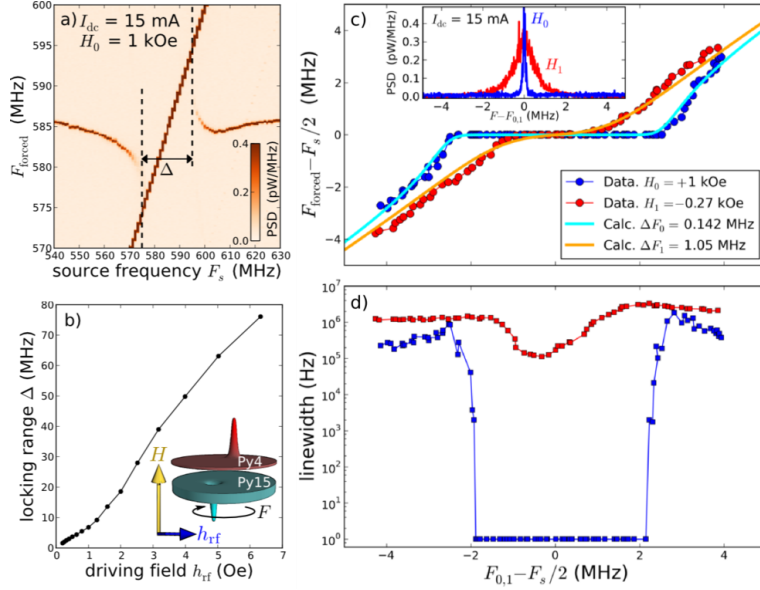 a)
I_dc = 15 mA
H_0 = 1 kOe
600
595
590
585
580
575
570
F_forced (MHz)
Δ
0.4
0.2
0.0
PSD (pW/MHz)
540 550 560 570 580 590 600 610 620 630
source frequency F_s (MHz)
b)
80
70
60
50
40
30
20
10
0
locking range Δ (MHz)
H
Py4
Py15
F
h_rf
0 1 2 3 4 5 6 7
driving field h_rf (Oe)
c)
I_dc = 15 mA
H_0
H_1
0.4
0.3
0.2
0.1
0.0
PSD (pW/MHz)
−4 −2 0 2 4
F−F_0,1 (MHz)
4
2
0
−2
−4
F_forced−F_s/2 (MHz)
Data. H_0=+1 kOe
Data. H_1=−0.27 kOe
Calc. ΔF_0=0.142 MHz
Calc. ΔF_1=1.05 MHz
d)
10^7
10^6
10^5
10^4
10^3
10^2
10^1
10^0
linewidth (Hz)
−4 −2 0 2 4
F_0,1−F_s/2 (MHz)